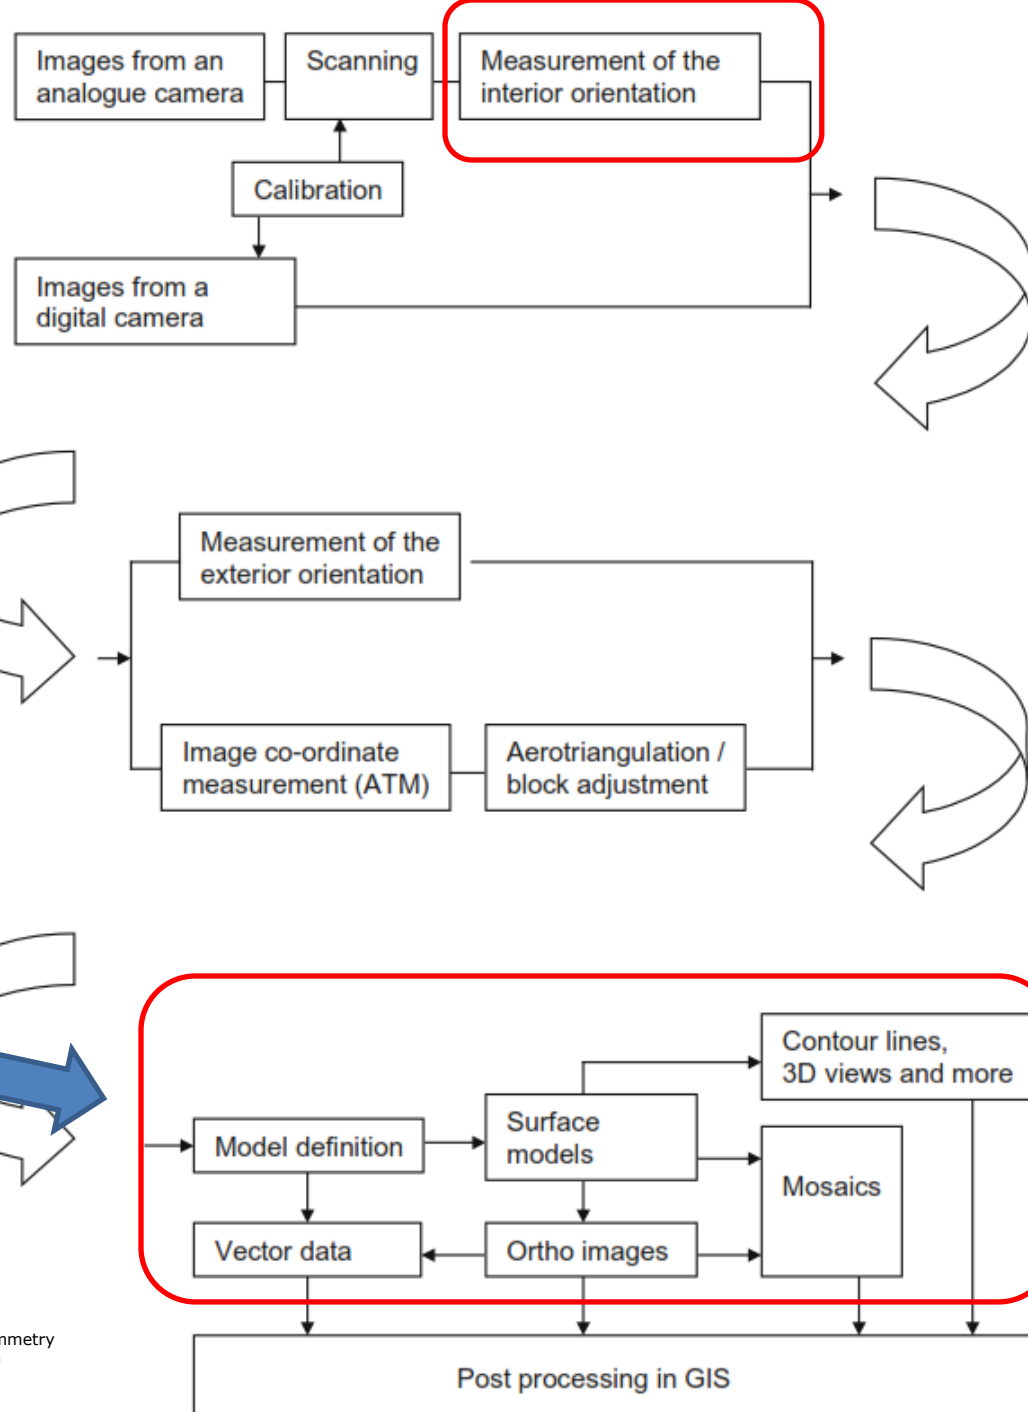 Images from an
analogue camera
Scanning
Measurement of the
interior orientation
Calibration
Images from a
digital camera
Measurement of the
exterior orientation
Image co-ordinate
measurement (ATM)
Aerotriangulation /
block adjustment
Contour lines,
3D views and more
Surface
models
Model definition
Mosaics
Vector data
Ortho images
mmetry
Post processing in GIS